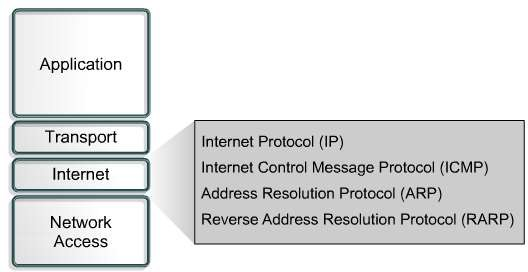 Application
Transport
Internet
Network
Access
Internet Protocol (IP)
Internet Control Message Protocol (ICMP)
Address Resolution Protocol (ARP)
Reverse Address Resolution Protocol (RARP)